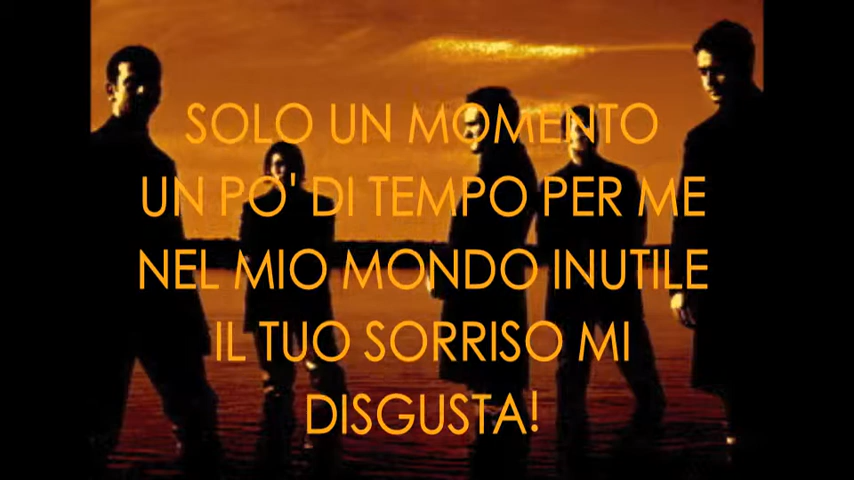 SOLO UN MOMENTO
UN PO' DI TEMPO PER ME
NEL MIO MONDO INUTILE
IL TUO SORRISO MI
DISGUSTA!